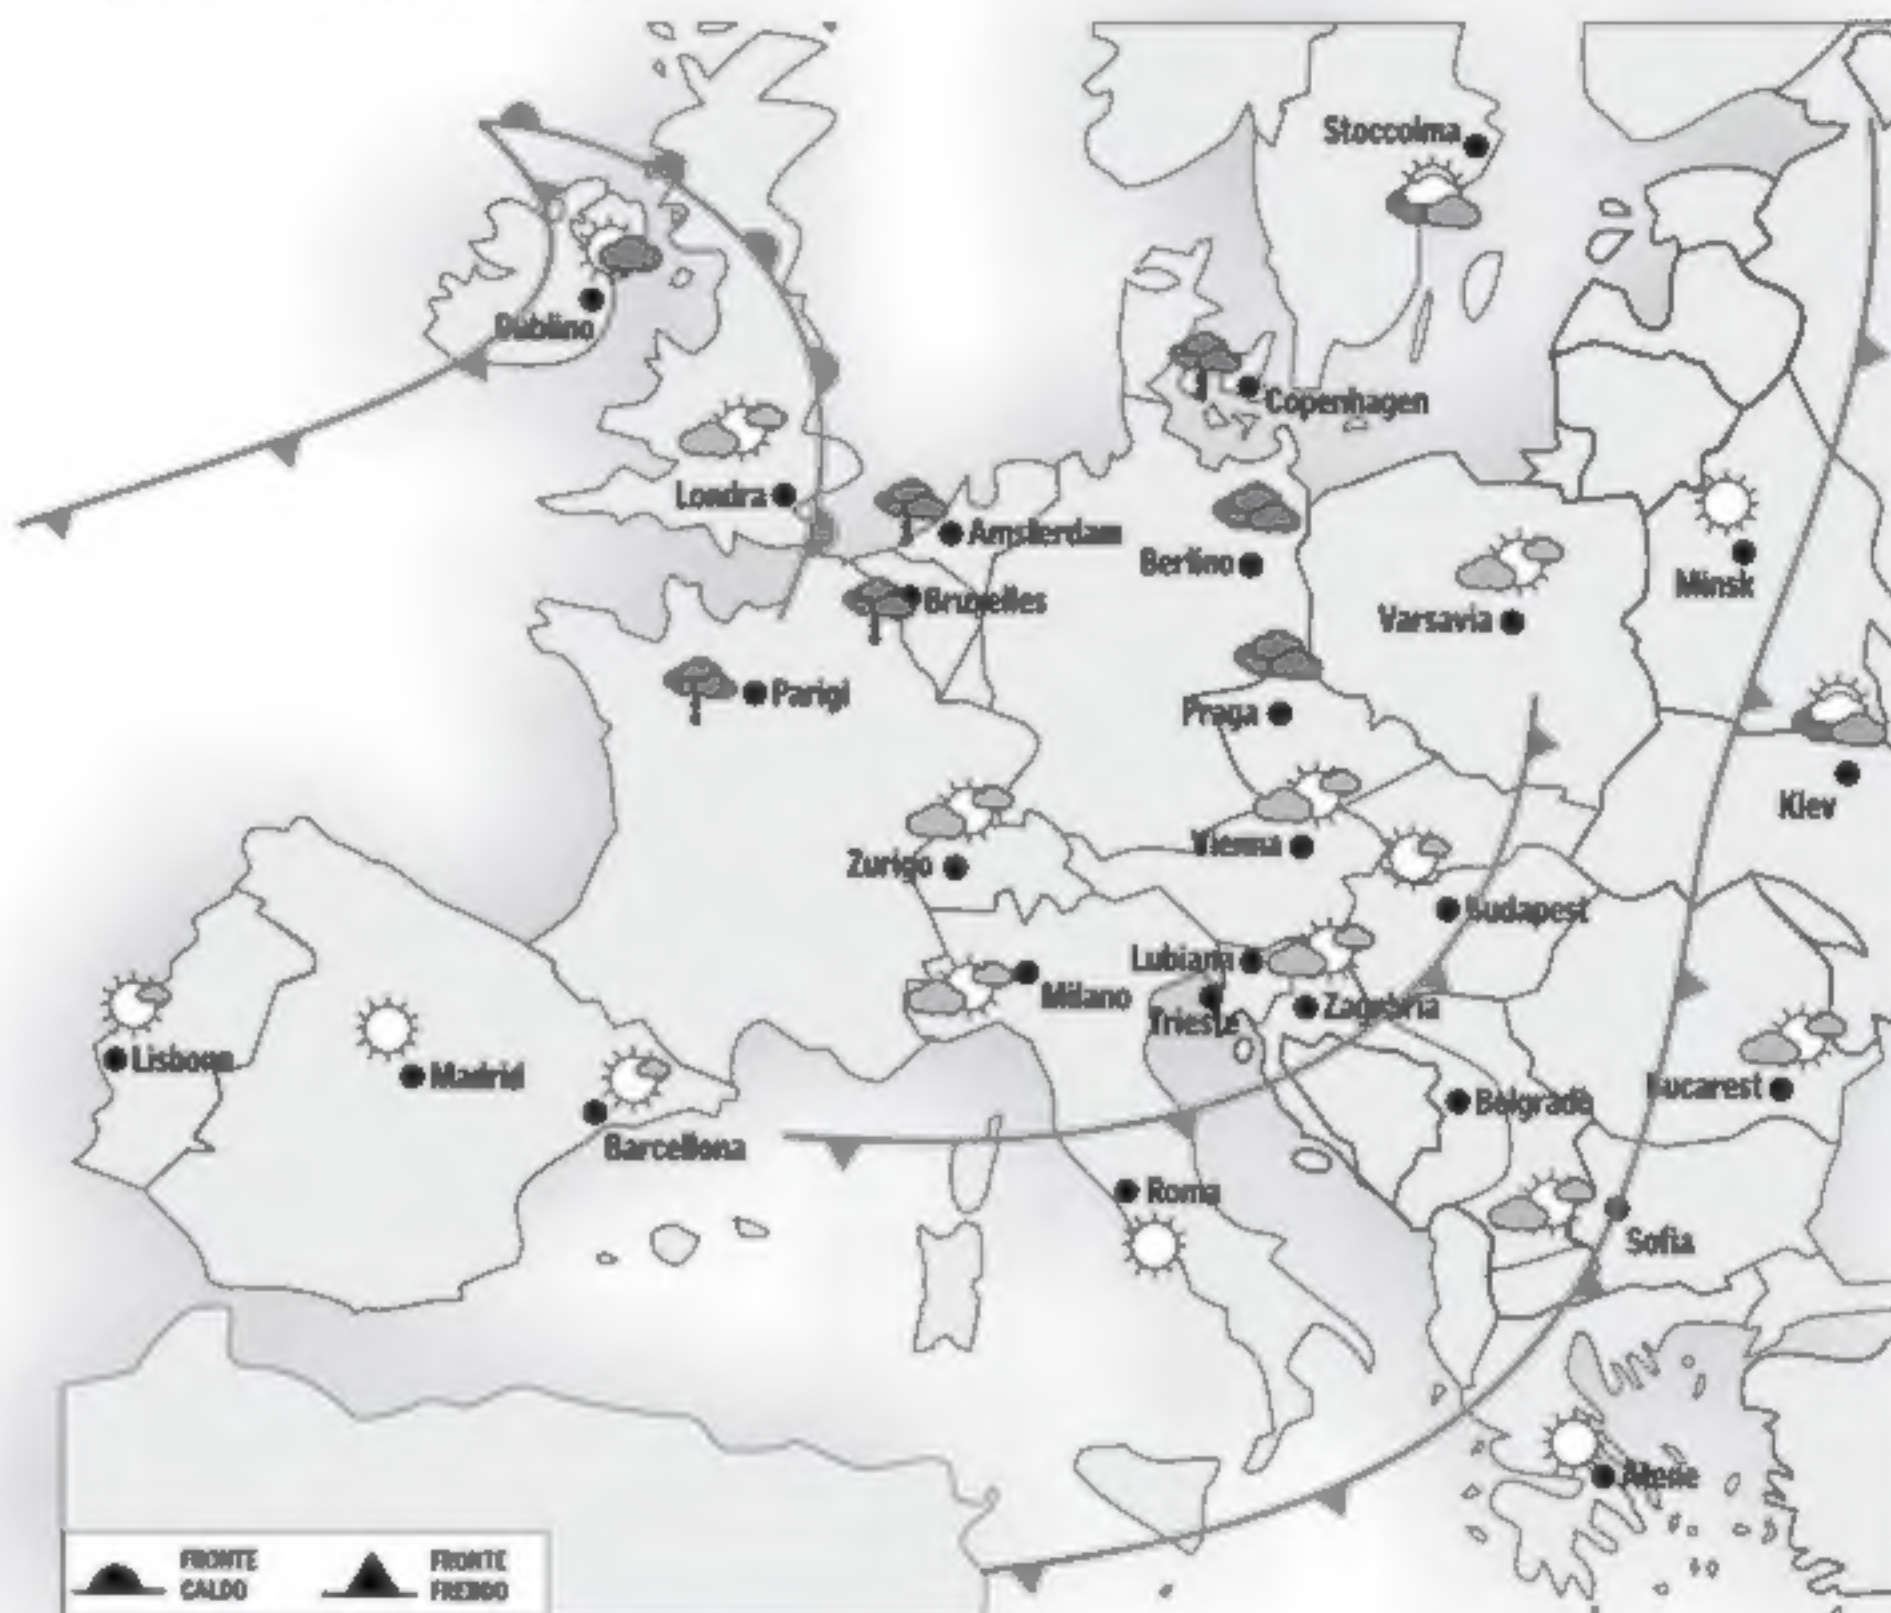 Stoccolma
Dublino
Copenhagen
Londra
Amsterdam
Berlino
Minsk
Bruxelles
Varsavia
Parigi
Praga
Kiev
Vienna
Zurigo
Budapest
Lubiana
Milano
Zagabria
Trieste
Lisbona
Madrid
Bucarest
Belgrado
Barcellona
Roma
Sofia
Atene
FRONTE
CALDO
FRONTE
FREDDO